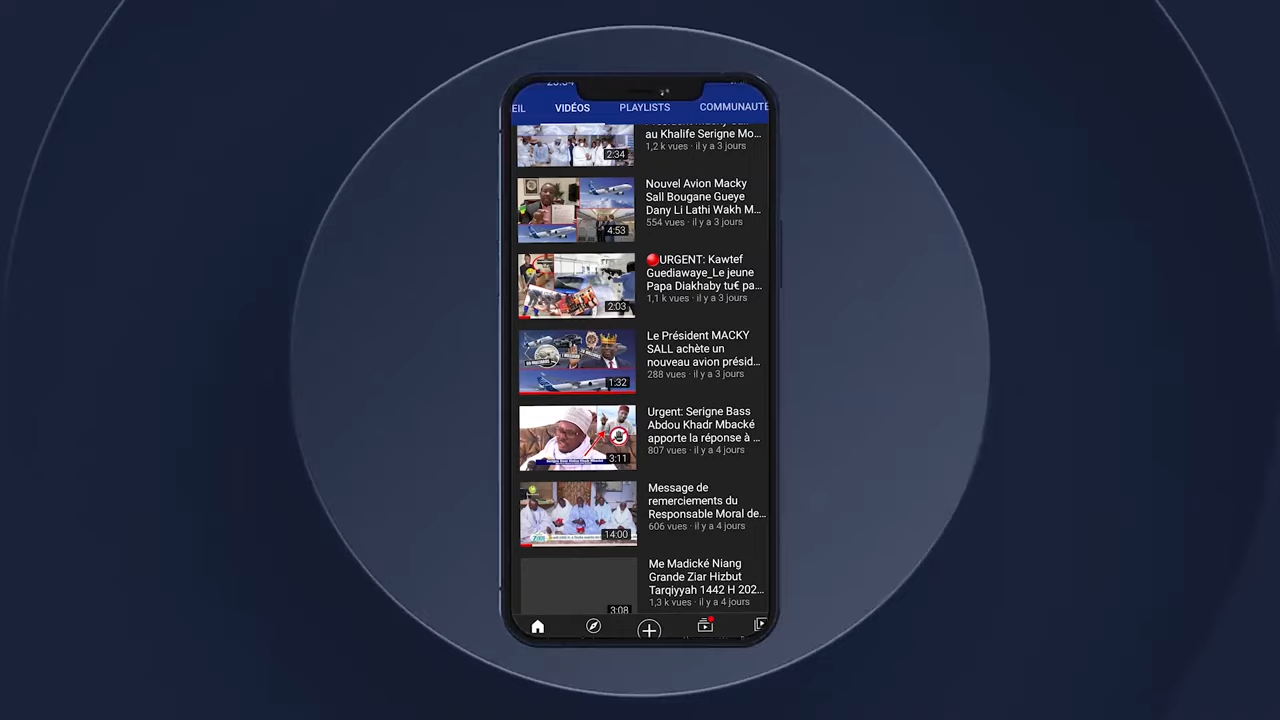 EIL VIDÉOS PLAYLISTS COMMUNAUTÉ
au Khalife Serigne Mo...
1,2 k vues · il y a 3 jours
2:34
Nouvel Avion Macky
Sall Bougane Gueye
Dany Li Lathi Wakh M...
554 vues · il y a 3 jours
4:53
🔴URGENT: Kawtef
Guediawaye_Le jeune
Papa Diakhaby tu€ pa...
1,1 k vues · il y a 3 jours
2:03
Le Président MACKY
SALL achète un
nouveau avion présid...
288 vues · il y a 3 jours
1:32
Urgent: Serigne Bass
Abdou Khadr Mbacké
apporte la réponse à ...
807 vues · il y a 4 jours
3:11
Message de
remerciements du
Responsable Moral de...
606 vues · il y a 4 jours
14:00
Me Madické Niang
Grande Ziar Hizbut
Tarqiyyah 1442 H 202...
1,3 k vues · il y a 4 jours
3:08